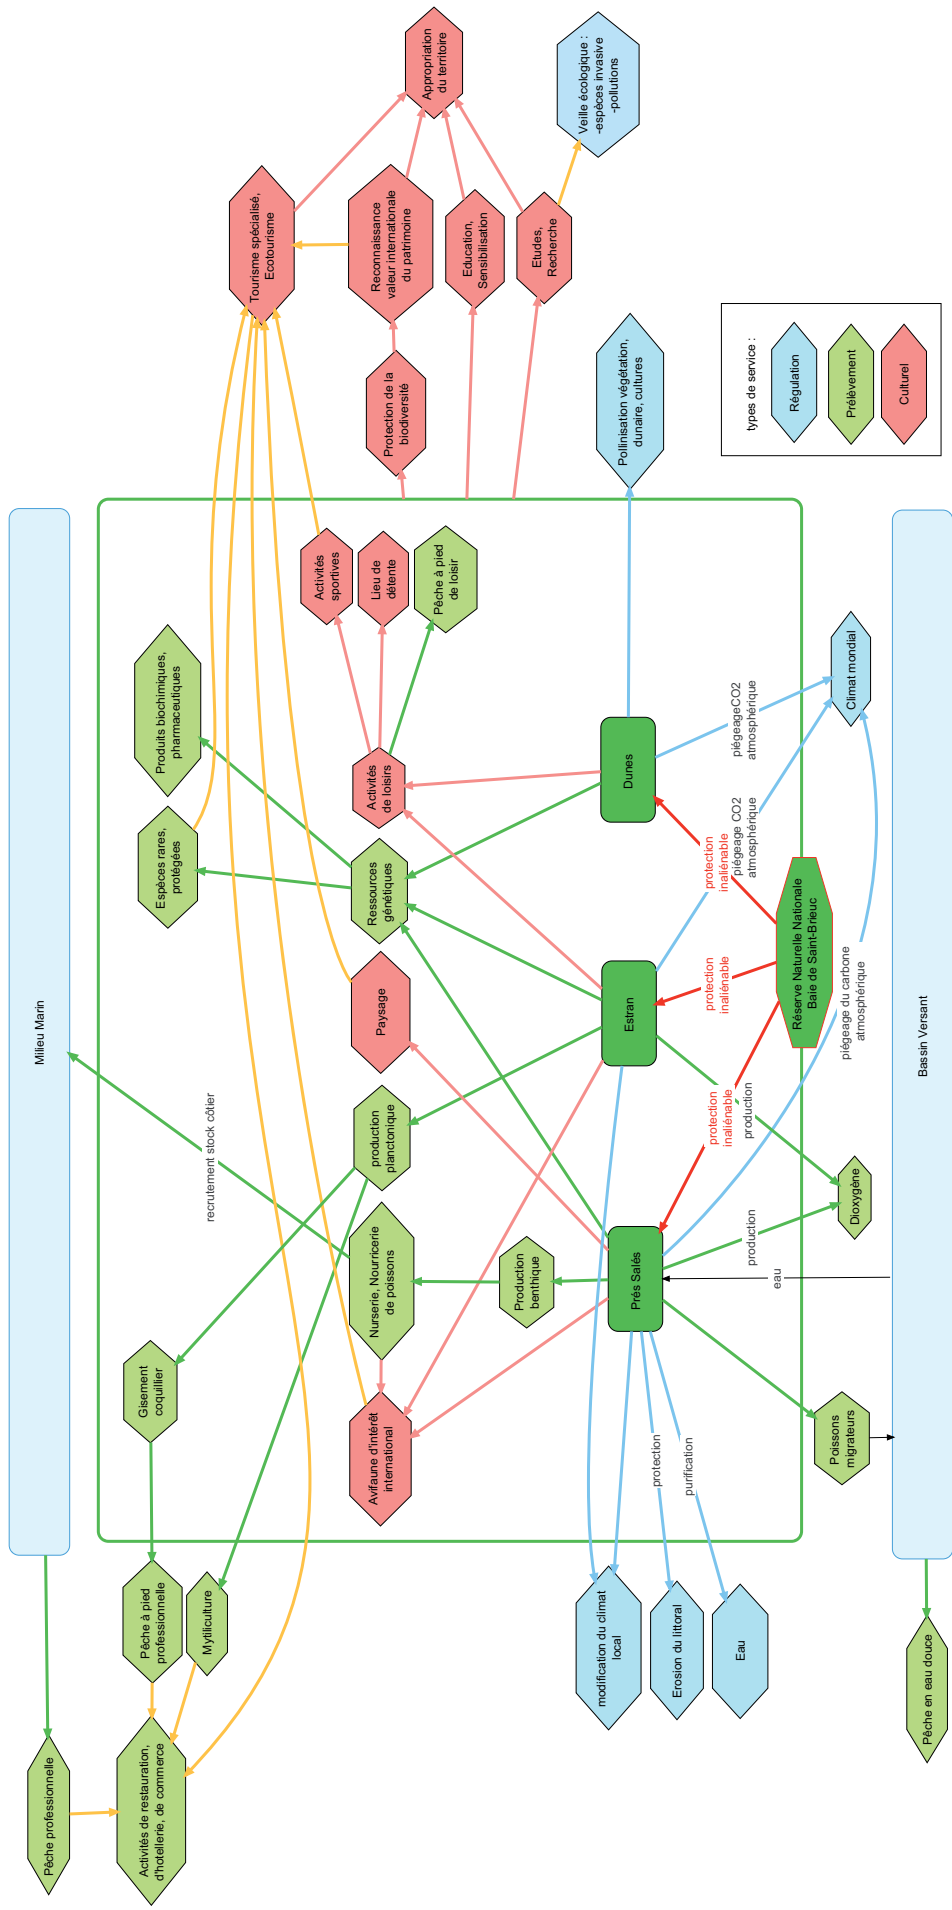 Milieu Marin
Pêche professionnelle
Activités de restauration,
d'hotellerie, de commerce
Pêche à pied
professionnelle
Mytiliculture
Gisement
coquillier
recrutement stock côtier
Espèces rares,
protégées
Produits biochimiques,
pharmaceutiques
Tourisme spécialisé,
Ecotourisme
Avifaune d'intérêt
international
Nurserie, Nourricerie
de poissons
production
planctonique
Paysage
Ressources
génétiques
Activités
de loisirs
Activités
sportives
Lieu de
détente
Pêche à pied
de loisir
Protection de la
biodiversité
Reconnaissance
valeur internationale
du patrimoine
Education,
Sensibilisation
Etudes,
Recherche
Appropriation
du territoire
Veille écologique :
-espèces invasive
-pollutions
Production
benthique
modification du climat
local
Erosion du littoral
Eau
protection
purification
Prés Salés
Estran
Dunes
Pollinisation végétation,
dunaire, cultures
production
eau
protection
inaliénable
production
protection
inaliénable
protection
inaliénable
piégeage CO2
atmosphérique
piégeageCO2
atmosphérique
Réserve Naturelle Nationale
Baie de Saint-Brieuc
piégeage du carbone
atmosphérique
Poissons
migrateurs
Dioxygène
Climat mondial
Bassin Versant
Pêche en eau douce
types de service :
Régulation
Prélèvement
Culturel